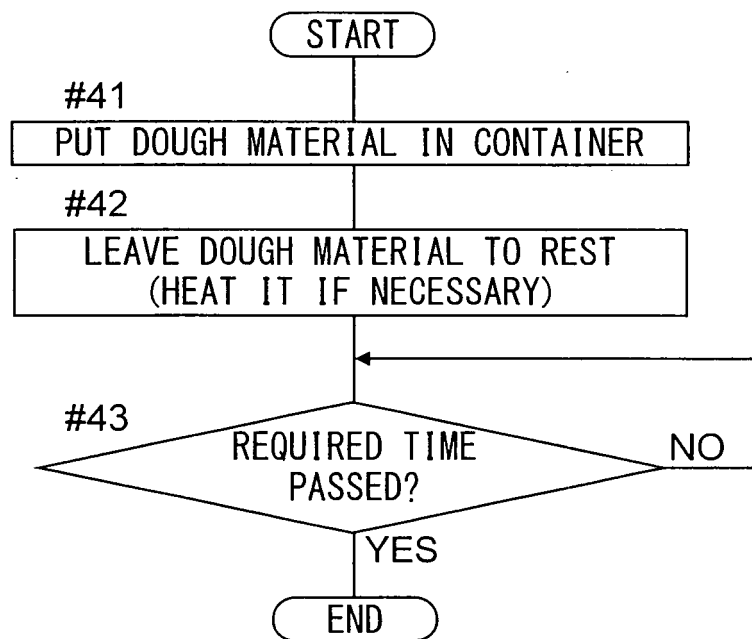 START
#41
PUT DOUGH MATERIAL IN CONTAINER
#42
LEAVE DOUGH MATERIAL TO REST
(HEAT IT IF NECESSARY)
#43
REQUIRED TIME
PASSED?
NO
YES
END